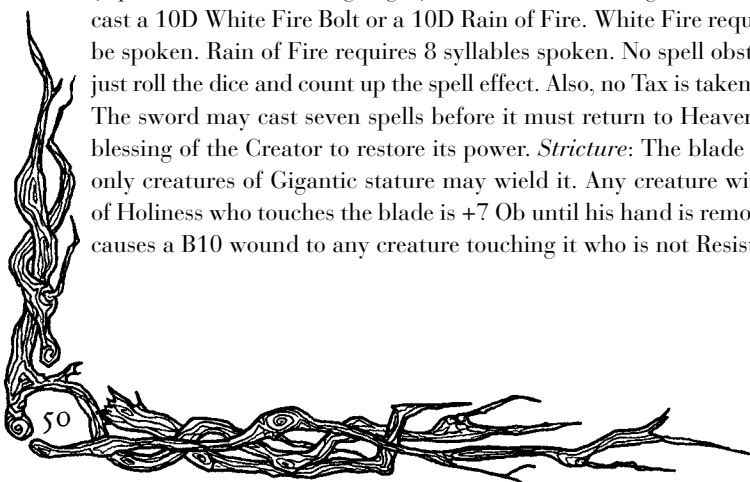 cast a 10D White Fire Bolt or a 10D Rain of Fire. White Fire requ
be spoken. Rain of Fire requires 8 syllables spoken. No spell obst
just roll the dice and count up the spell effect. Also, no Tax is taken
The sword may cast seven spells before it must return to Heaven
blessing of the Creator to restore its power. Stricture: The blade
only creatures of Gigantic stature may wield it. Any creature wi
of Holiness who touches the blade is +7 Ob until his hand is remo
causes a B10 wound to any creature touching it who is not Resist
50